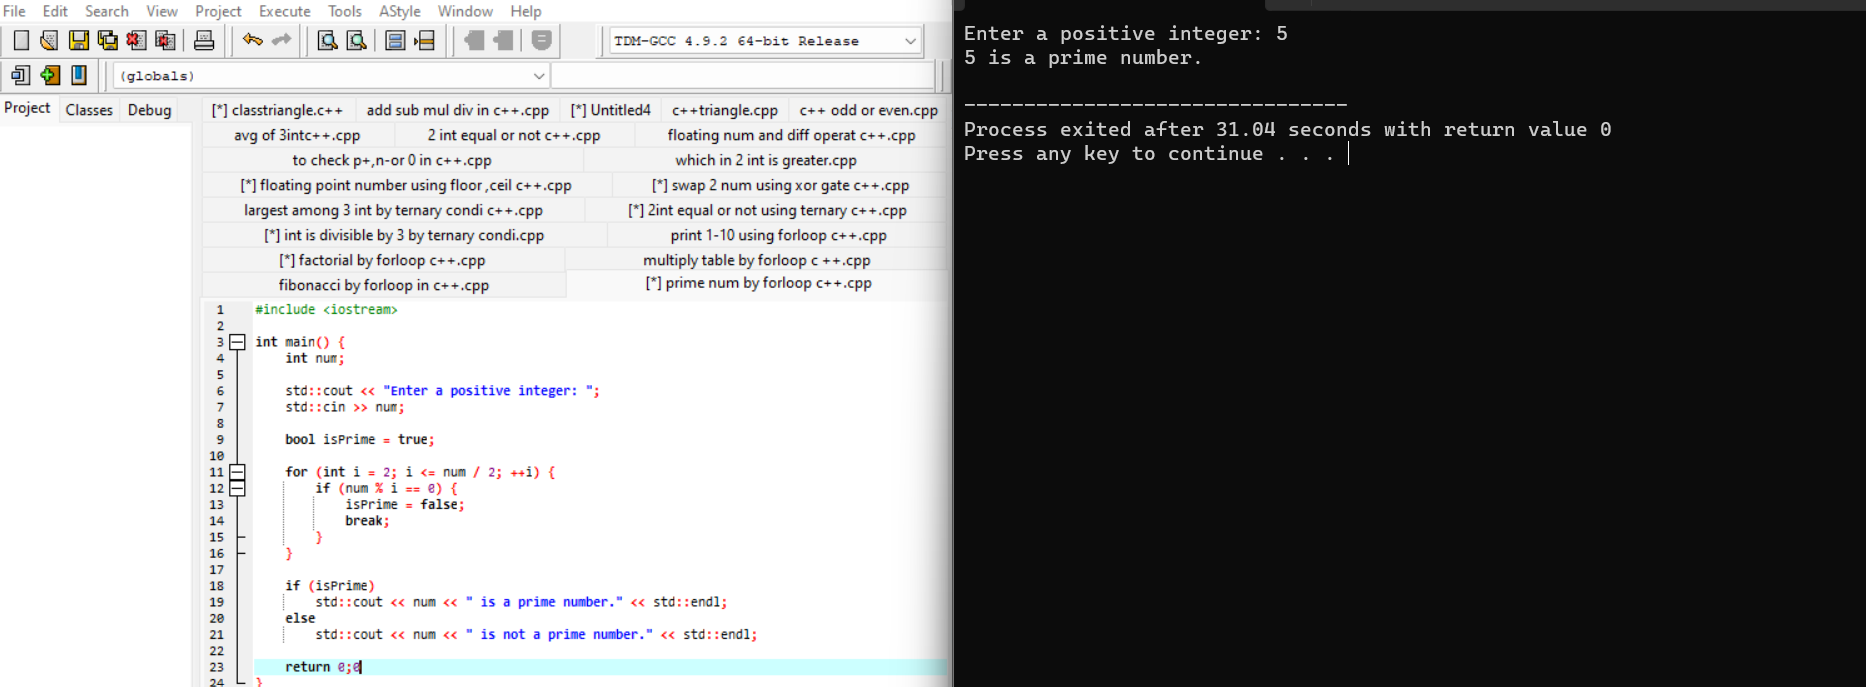 File Edit Search View Project Execute Tools AStyle Window Help
TDM-GCC 4.9.2 64-bit Release
(globals)
Project Classes Debug
[*] classtriangle.c++ add sub mul div in c++.cpp [*] Untitled4 c++triangle.cpp c++ odd or even.cpp
avg of 3intc++.cpp 2 int equal or not c++.cpp floating num and diff operat c++.cpp
to check p+,n-or 0 in c++.cpp which in 2 int is greater.cpp
[*] floating point number using floor ,ceil c++.cpp [*] swap 2 num using xor gate c++.cpp
largest among 3 int by ternary condi c++.cpp [*] 2int equal or not using ternary c++.cpp
[*] int is divisible by 3 by ternary condi.cpp print 1-10 using forloop c++.cpp
[*] factorial by forloop c++.cpp multiply table by forloop c ++.cpp
fibonacci by forloop in c++.cpp [*] prime num by forloop c++.cpp
1 #include <iostream>
2
3 int main() {
4 int num;
5
6 std::cout << "Enter a positive integer: ";
7 std::cin >> num;
8
9 bool isPrime = true;
10
11 for (int i = 2; i <= num / 2; ++i) {
12 if (num % i == 0) {
13 isPrime = false;
14 break;
15 }
16 }
17
18 if (isPrime)
19 std::cout << num << " is a prime number." << std::endl;
20 else
21 std::cout << num << " is not a prime number." << std::endl;
22
23 return 0;0
24 }
Enter a positive integer: 5
5 is a prime number.
--------------------------------
Process exited after 31.04 seconds with return value 0
Press any key to continue . . .